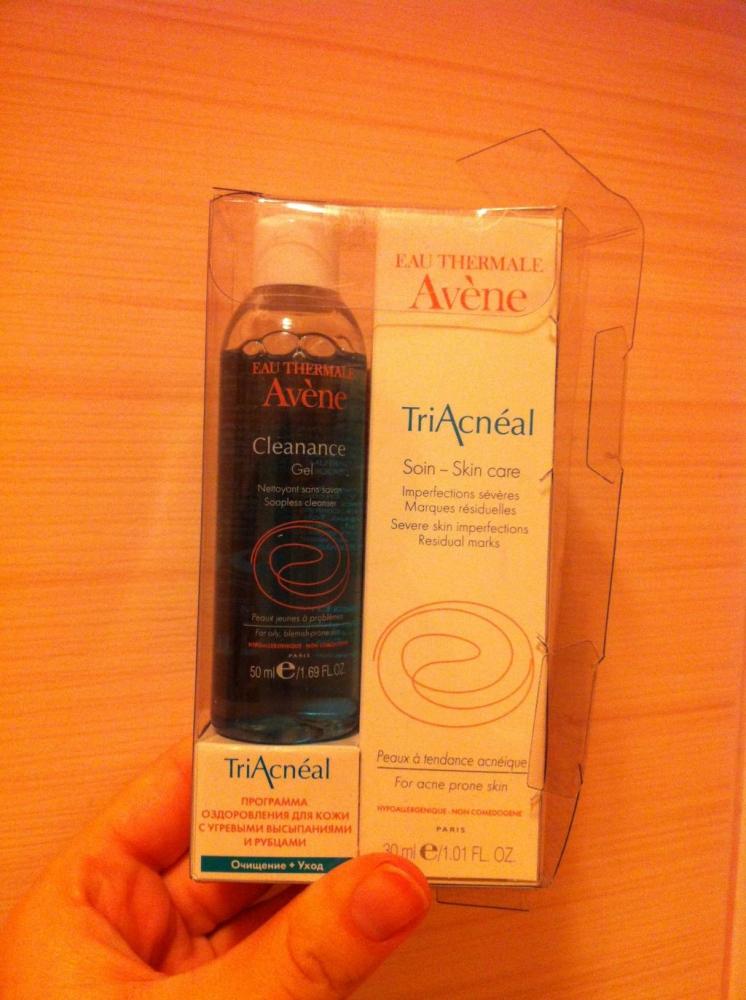 EAU THERMALE
Avène
Cleanance
Gel
Nettoyant sans savon
Soapless cleanser
Peaux jeunes à problèmes
For oily, blemish-prone skin
HYPOALLERGENIQUE - NON COMEDOGENE
PARIS
50 ml e/1.69 FL.OZ.
TriAcnéal
ПРОГРАММА
ОЗДОРОВЛЕНИЯ ДЛЯ КОЖИ
С УГРЕВЫМИ ВЫСЫПАНИЯМИ
И РУБЦАМИ
Очищение + Уход
EAU THERMALE
Avène
TriAcnéal
Soin – Skin care
Imperfections sévères
Marques résiduelles
Severe skin imperfections
Residual marks
Peaux à tendance acnéique
For acne prone skin
HYPOALLERGENIQUE - NON COMEDOGENE
PARIS
30 ml e/1.01 FL. OZ.